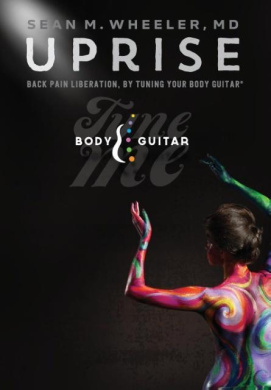 SEAN M. WHEELER, MD
UPRISE
BACK PAIN LIBERATION, BY TUNING YOUR BODY GUITAR®
Tune
BODY GUITAR
me